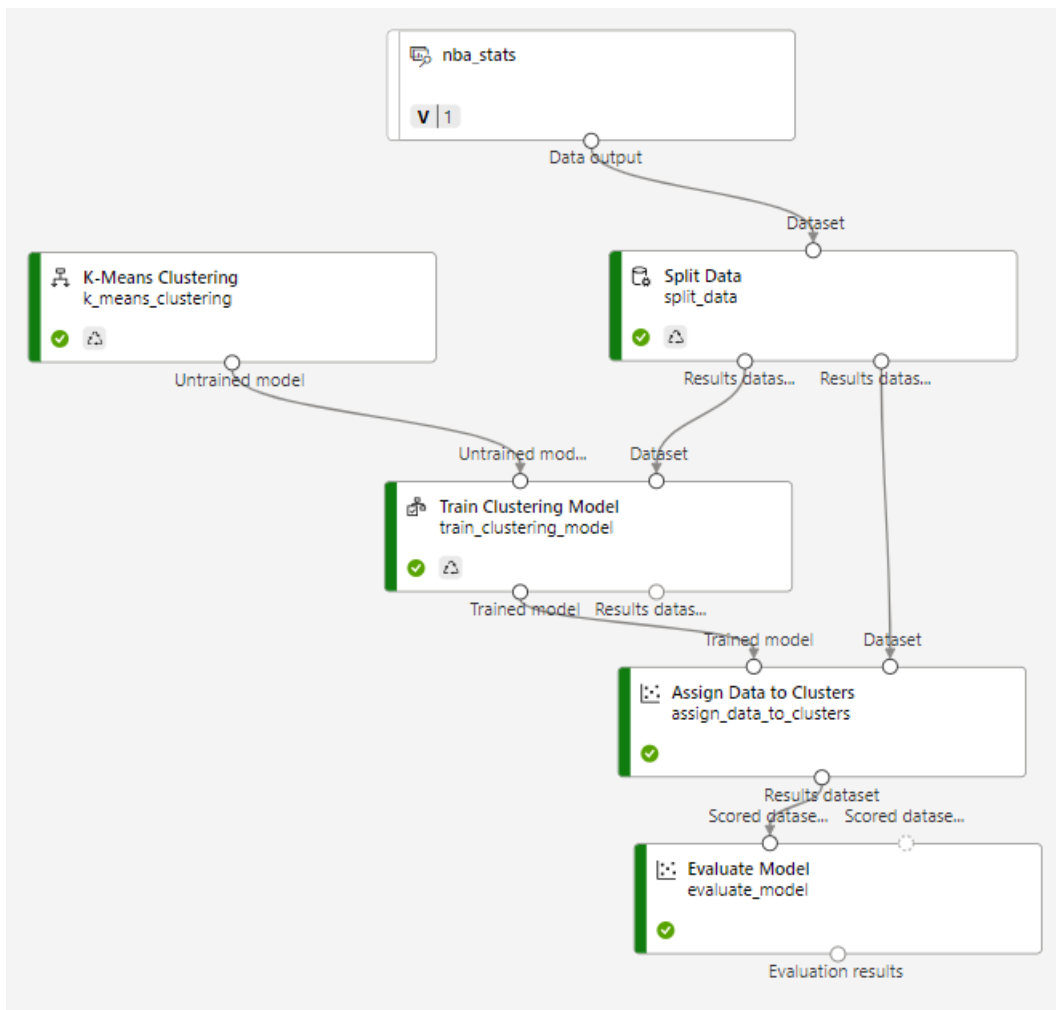 nba_stats
V 1
Data output
Dataset
K-Means Clustering
k_means_clustering
Untrained model
Split Data
split_data
Results datas...
Results datas...
Untrained mod...
Dataset
Train Clustering Model
train_clustering_model
Trained model
Results datas...
Trained model
Dataset
Assign Data to Clusters
assign_data_to_clusters
Results dataset
Scored datase...
Scored datase...
Evaluate Model
evaluate_model
Evaluation results